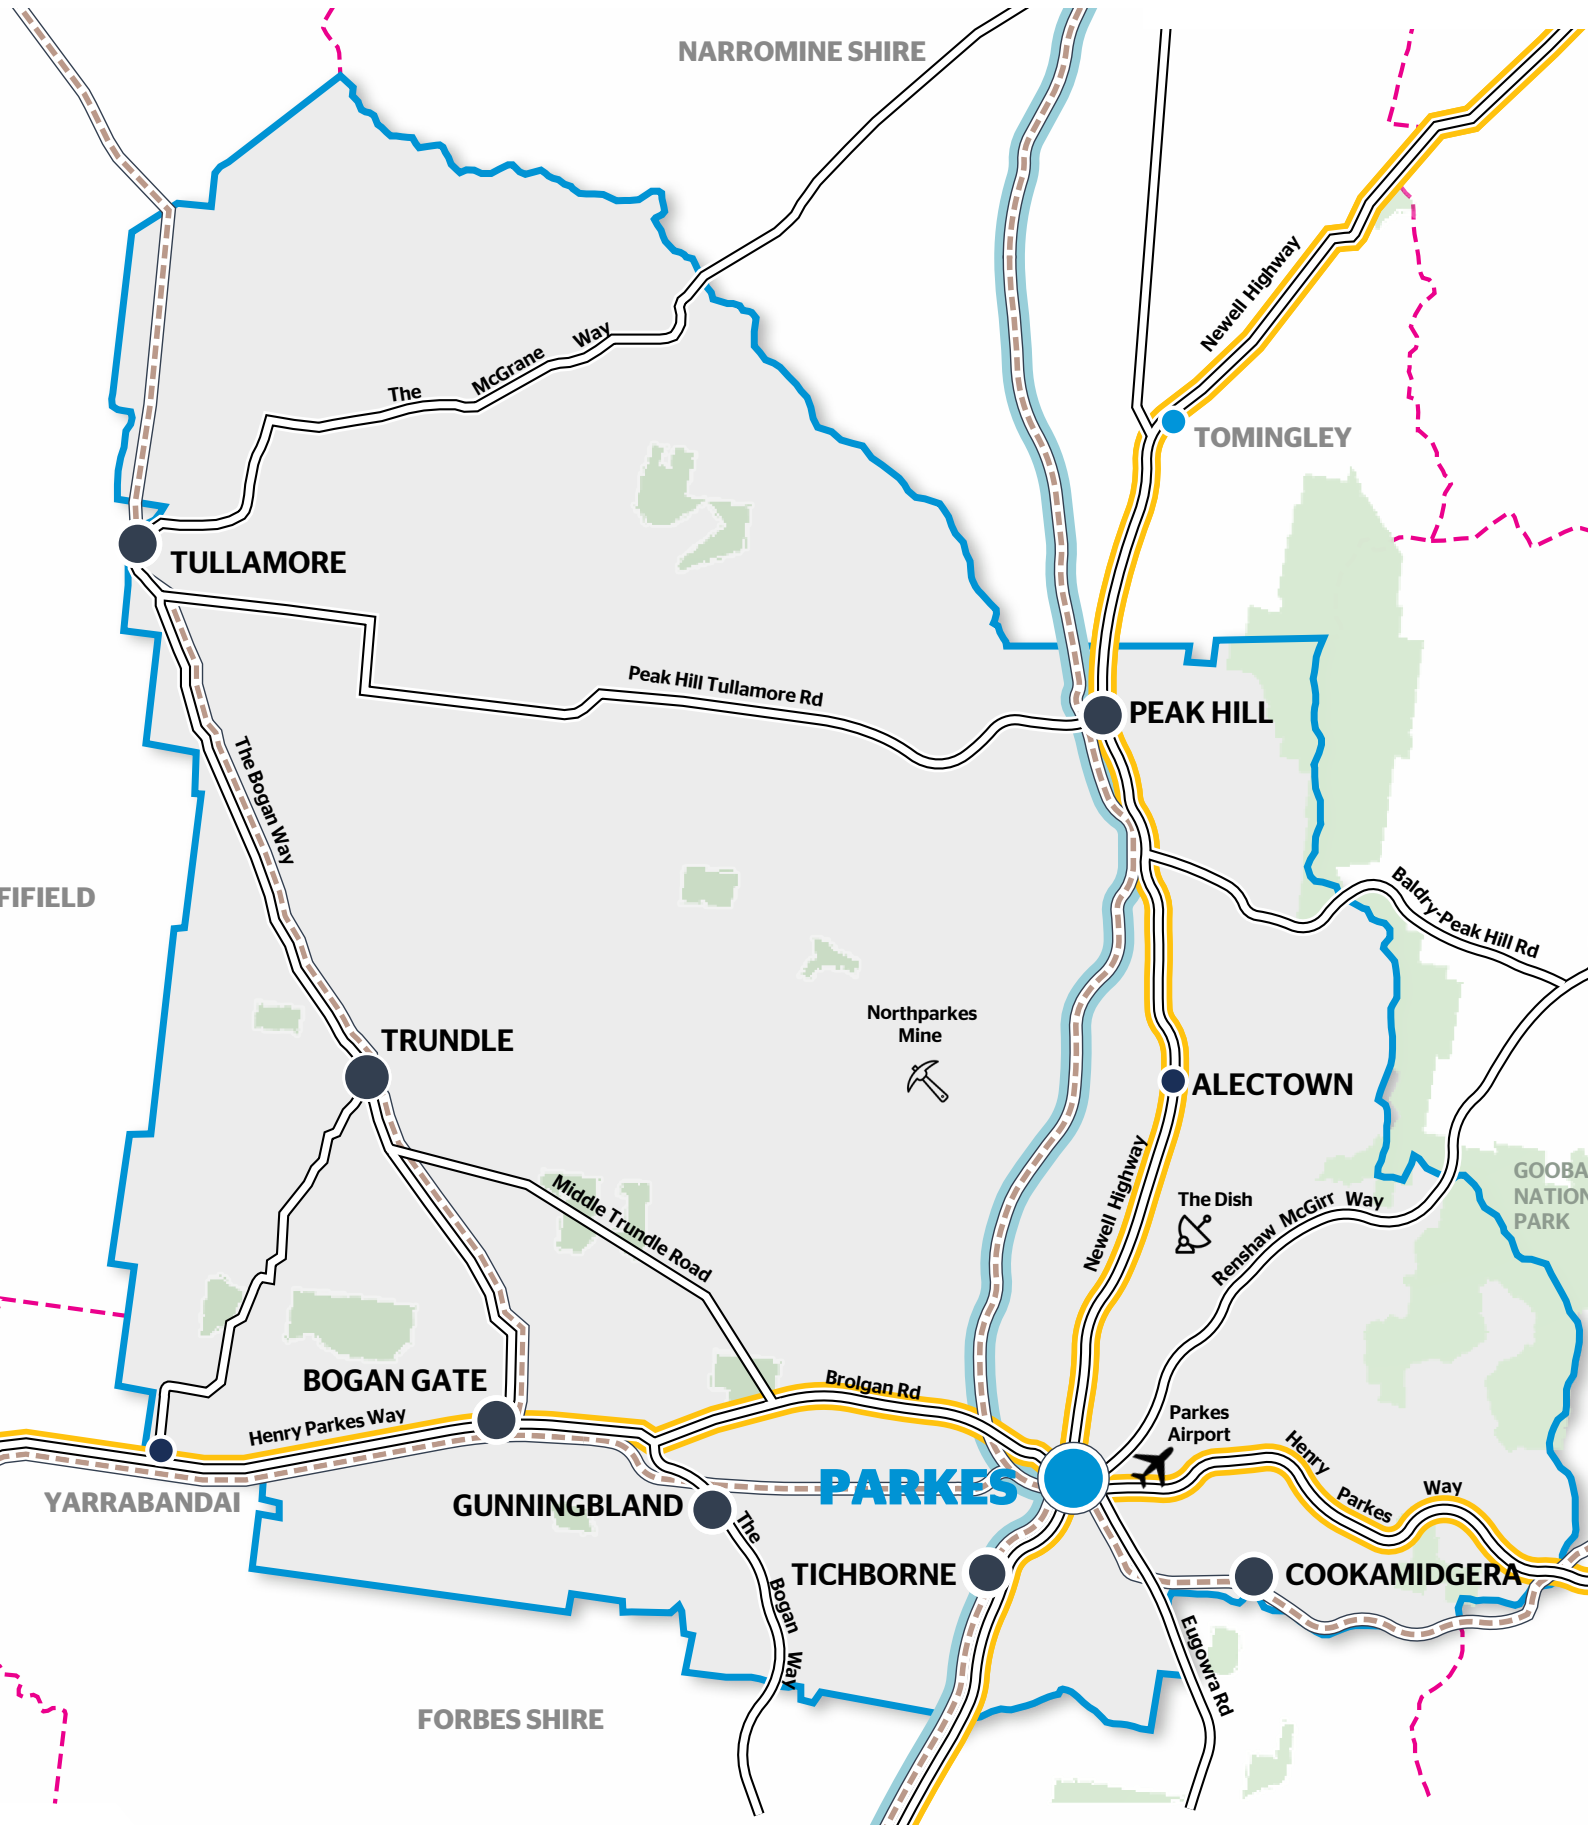 NARROMINE SHIRE
Newell Highway
The McGrane Way
TOMINGLEY
TULLAMORE
Peak Hill Tullamore Rd
PEAK HILL
The Bogan Way
FIFIELD
Baldry-Peak Hill Rd
Northparkes
Mine
TRUNDLE
ALECTOWN
Newell Highway
GOOBA
NATION
PARK
The Dish
Renshaw McGirr Way
Middle Trundle Road
BOGAN GATE
Brolgan Rd
Henry Parkes Way
Parkes
Airport
Henry Parkes Way
PARKES
YARRABANDAI
GUNNINGBLAND
The Bogan Way
TICHBORNE
COOKAMIDGERA
Eugowra Rd
FORBES SHIRE